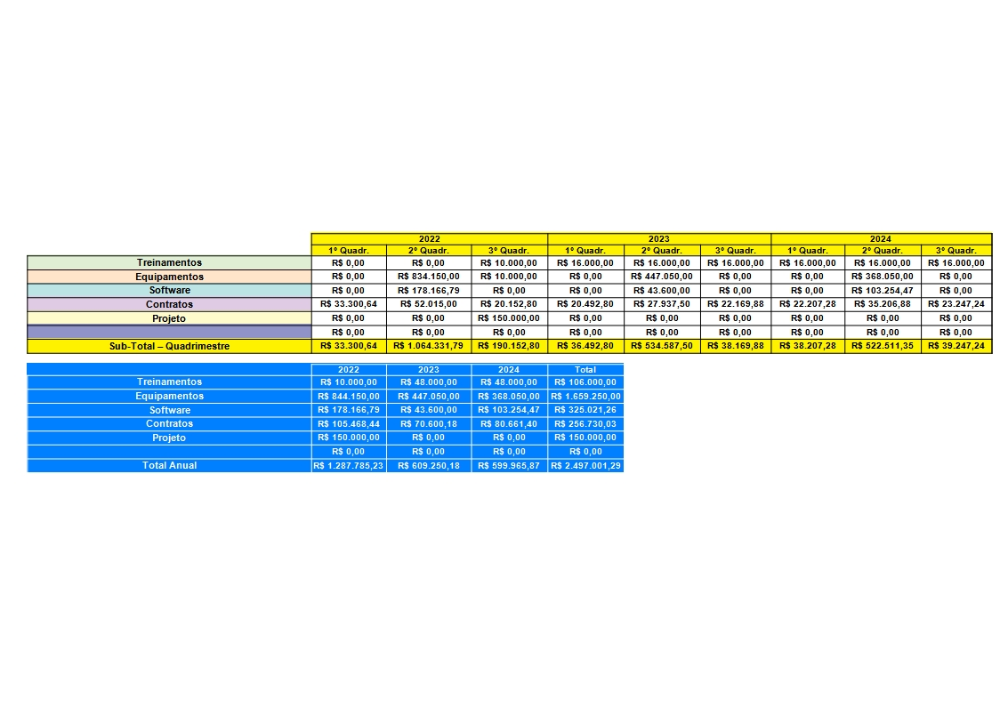 2022 2023 2024
1º Quadr. 2º Quadr. 3º Quadr. 1º Quadr. 2º Quadr. 3º Quadr. 1º Quadr. 2º Quadr. 3º Quadr.
Treinamentos R$ 0,00 R$ 0,00 R$ 10.000,00 R$ 16.000,00 R$ 16.000,00 R$ 16.000,00 R$ 16.000,00 R$ 16.000,00 R$ 16.000,00
Equipamentos R$ 0,00 R$ 834.150,00 R$ 10.000,00 R$ 0,00 R$ 447.050,00 R$ 0,00 R$ 0,00 R$ 368.050,00 R$ 0,00
Software R$ 0,00 R$ 178.166,79 R$ 0,00 R$ 0,00 R$ 43.600,00 R$ 0,00 R$ 0,00 R$ 103.254,47 R$ 0,00
Contratos R$ 33.300,64 R$ 52.015,00 R$ 20.152,80 R$ 20.492,80 R$ 27.937,50 R$ 22.169,88 R$ 22.207,28 R$ 35.206,88 R$ 23.247,24
Projeto R$ 0,00 R$ 0,00 R$ 150.000,00 R$ 0,00 R$ 0,00 R$ 0,00 R$ 0,00 R$ 0,00 R$ 0,00
R$ 0,00 R$ 0,00 R$ 0,00 R$ 0,00 R$ 0,00 R$ 0,00 R$ 0,00 R$ 0,00 R$ 0,00
Sub-Total – Quadrimestre R$ 33.300,64 R$ 1.064.331,79 R$ 190.152,80 R$ 36.492,80 R$ 534.587,50 R$ 38.169,88 R$ 38.207,28 R$ 522.511,35 R$ 39.247,24
2022 2023 2024 Total
Treinamentos R$ 10.000,00 R$ 48.000,00 R$ 48.000,00 R$ 106.000,00
Equipamentos R$ 844.150,00 R$ 447.050,00 R$ 368.050,00 R$ 1.659.250,00
Software R$ 178.166,79 R$ 43.600,00 R$ 103.254,47 R$ 325.021,26
Contratos R$ 105.468,44 R$ 70.600,18 R$ 80.661,40 R$ 256.730,03
Projeto R$ 150.000,00 R$ 0,00 R$ 0,00 R$ 150.000,00
R$ 0,00 R$ 0,00 R$ 0,00 R$ 0,00
Total Anual R$ 1.287.785,23 R$ 609.250,18 R$ 599.965,87 R$ 2.497.001,29